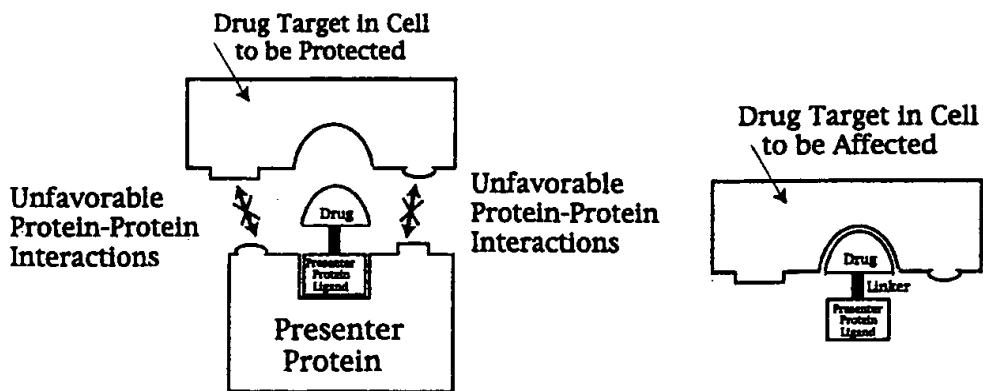 Drug Target in Cell
to be Protected
Unfavorable
Protein-Protein
Interactions
Unfavorable
Protein-Protein
Interactions
Drug
Presenter
Protein
Ligand
Presenter
Protein
Drug Target in Cell
to be Affected
Drug
Linker
Presenter
Protein
Ligand